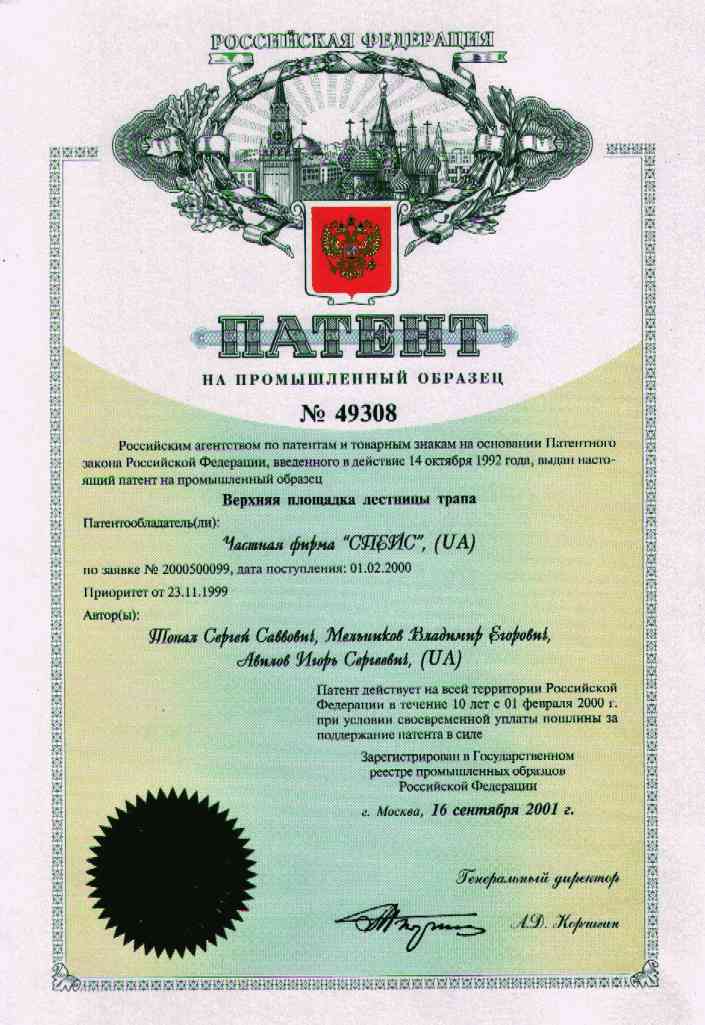 РОССИЙСКАЯ ФЕДЕРАЦИЯ
ПАТЕНТ
НА ПРОМЫШЛЕННЫЙ ОБРАЗЕЦ
№ 49308
Российским агентством по патентам и товарным знакам на основании Патентного
закона Российской Федерации, введенного в действие 14 октября 1992 года, выдан насто-
ящий патент на промышленный образец
Верхняя площадка лестницы трапа
Патентообладатель(ли):
Частная фирма "СПЕЙС", (UA)
по заявке № 2000500099, дата поступления: 01.02.2000
Приоритет от 23.11.1999
Автор(ы):
Топал Сергей Саввович, Мельников Владимир Егорович,
Авилов Игорь Сергеевич, (UA)
Патент действует на всей территории Российской
Федерации в течение 10 лет с 01 февраля 2000 г.
при условии своевременной уплаты пошлины за
поддержание патента в силе
Зарегистрирован в Государственном
реестре промышленных образцов
Российской Федерации
г. Москва, 16 сентября 2001 г.
Генеральный директор
А.Д. Корчагин